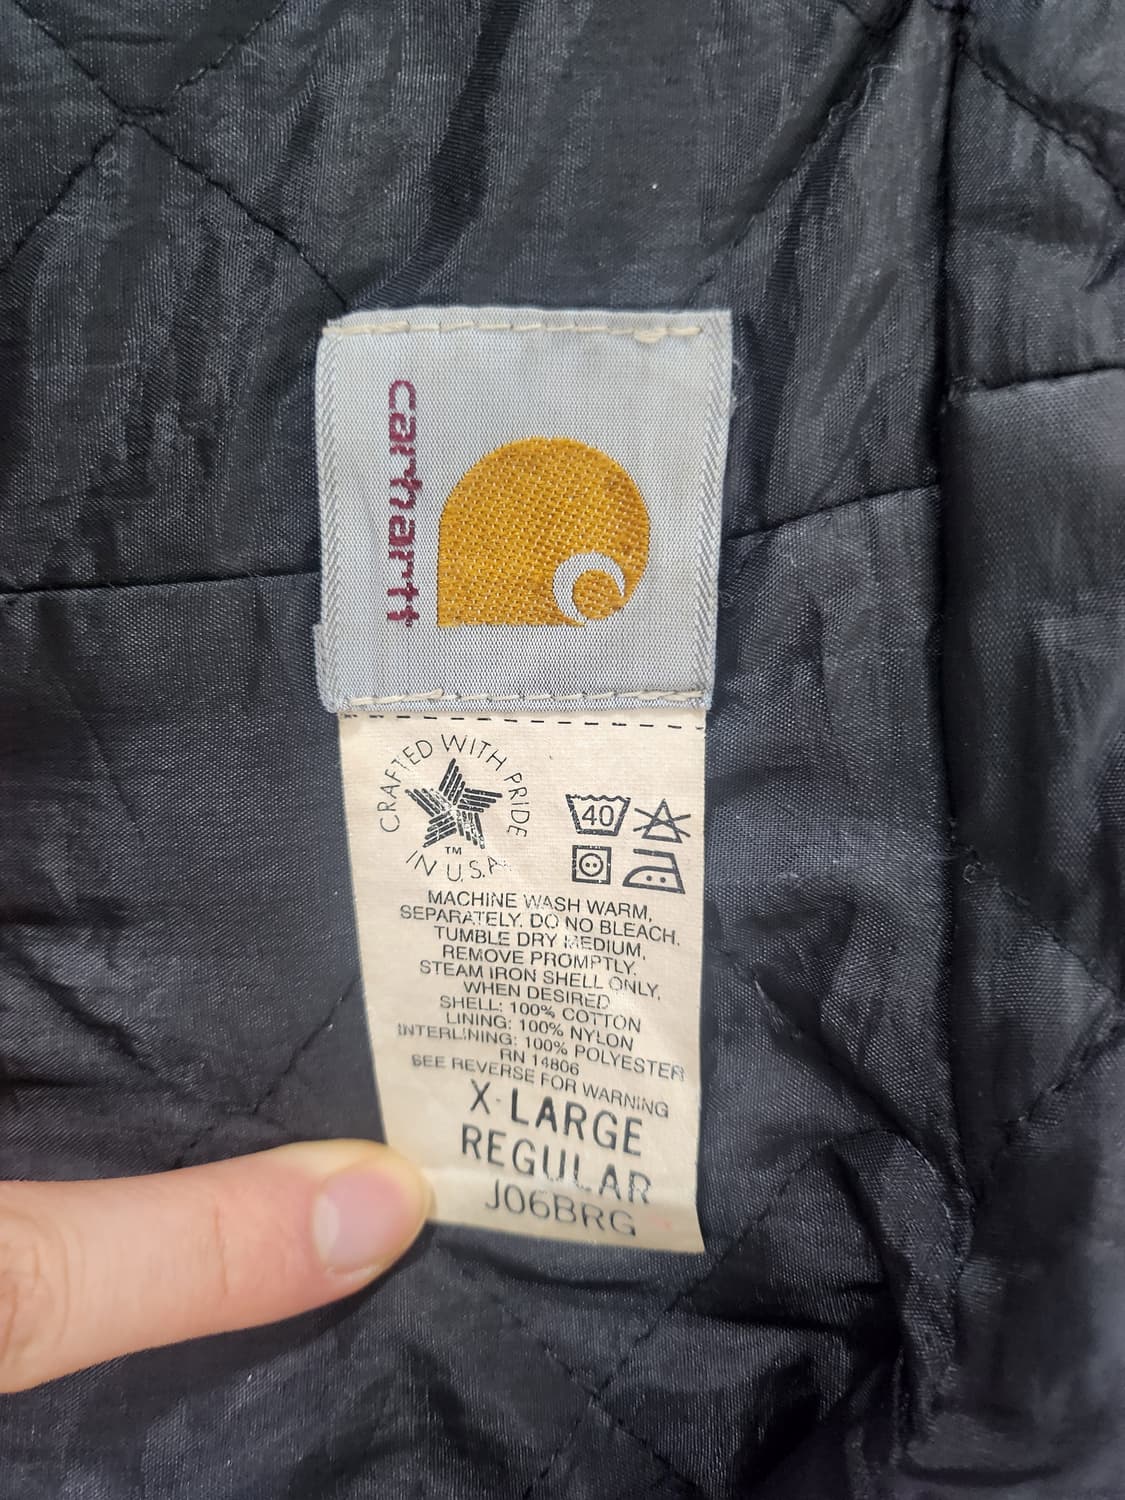 carhartt
CRAFTED WITH PRIDE
TM
IN U.S.A.
40
MACHINE WASH WARM,
SEPARATELY. DO NO BLEACH.
TUMBLE DRY MEDIUM,
REMOVE PROMPTLY.
STEAM IRON SHELL ONLY,
WHEN DESIRED
SHELL: 100% COTTON
LINING: 100% NYLON
INTERLINING: 100% POLYESTER
RN 14806
SEE REVERSE FOR WARNING
X-LARGE
REGULAR
J06BRG